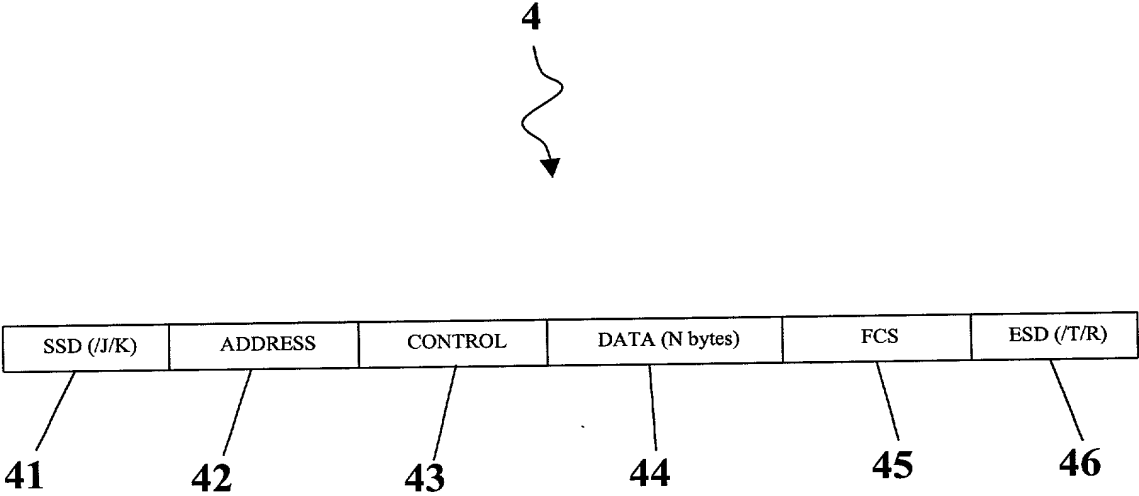 4
SSD (/J/K) ADDRESS CONTROL DATA (N bytes) FCS ESD (/T/R)
41 42 43 44 45 46